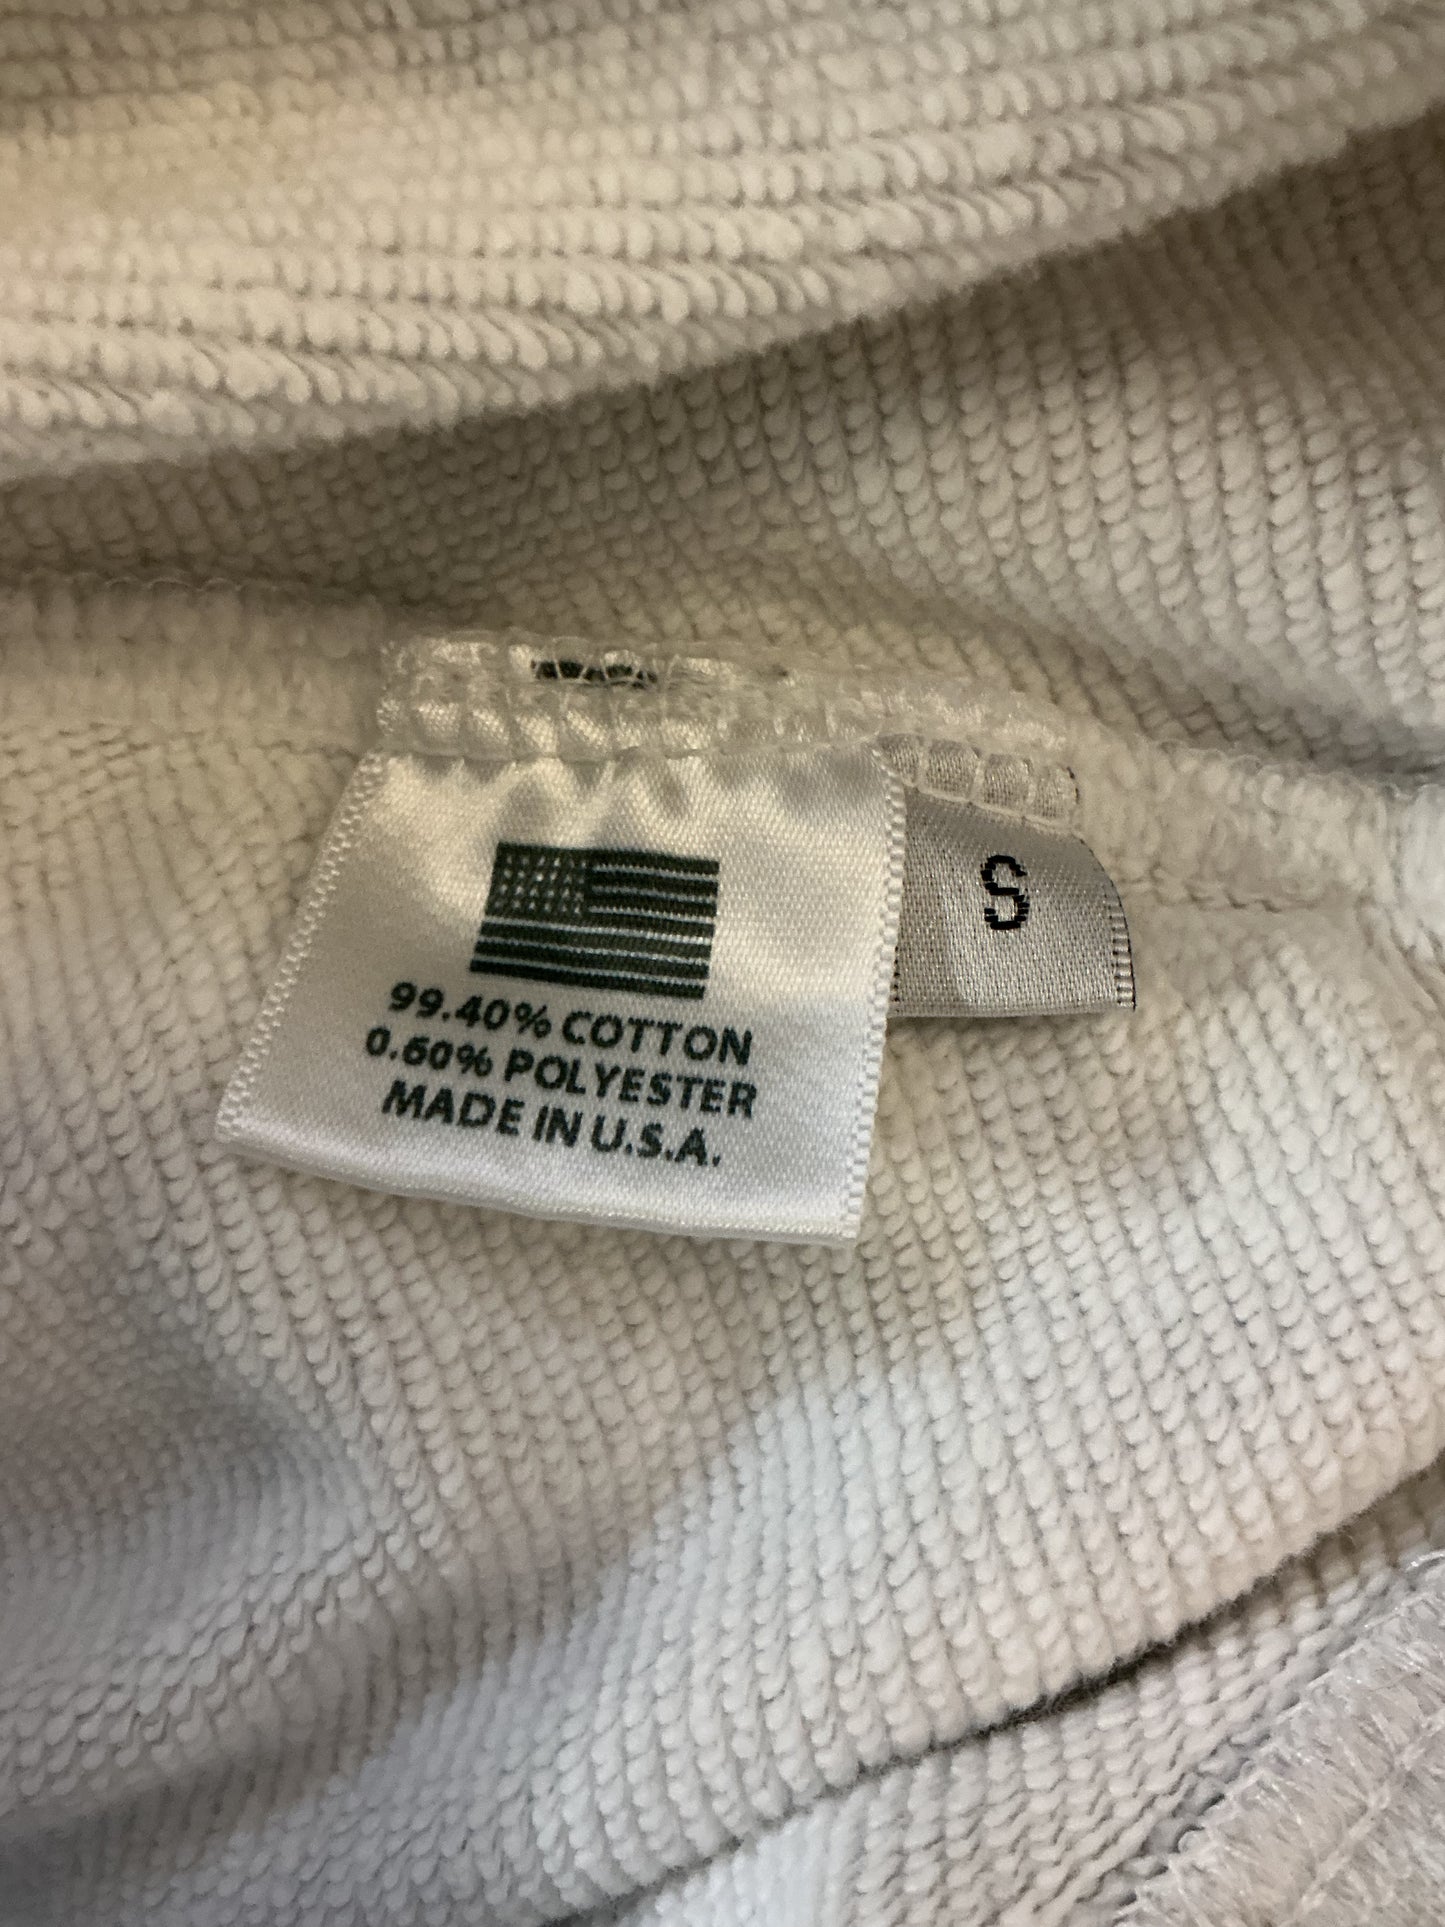 99.40% COTTON
0.60% POLYESTER
MADE IN U.S.A.
S